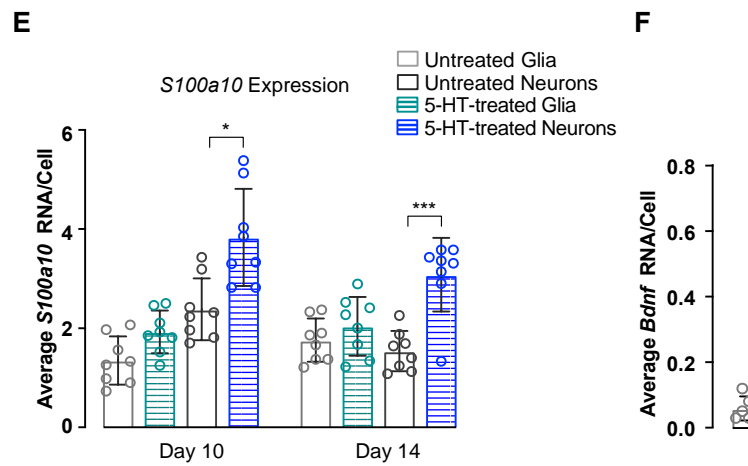 E
S100a10 Expression
Untreated Glia
Untreated Neurons
5-HT-treated Glia
5-HT-treated Neurons
Average S100a10 RNA/Cell
6
4
2
0
*
***
Day 10
Day 14
F
Average Bdnf RNA/Cell
0.8
0.6
0.4
0.2
0.0